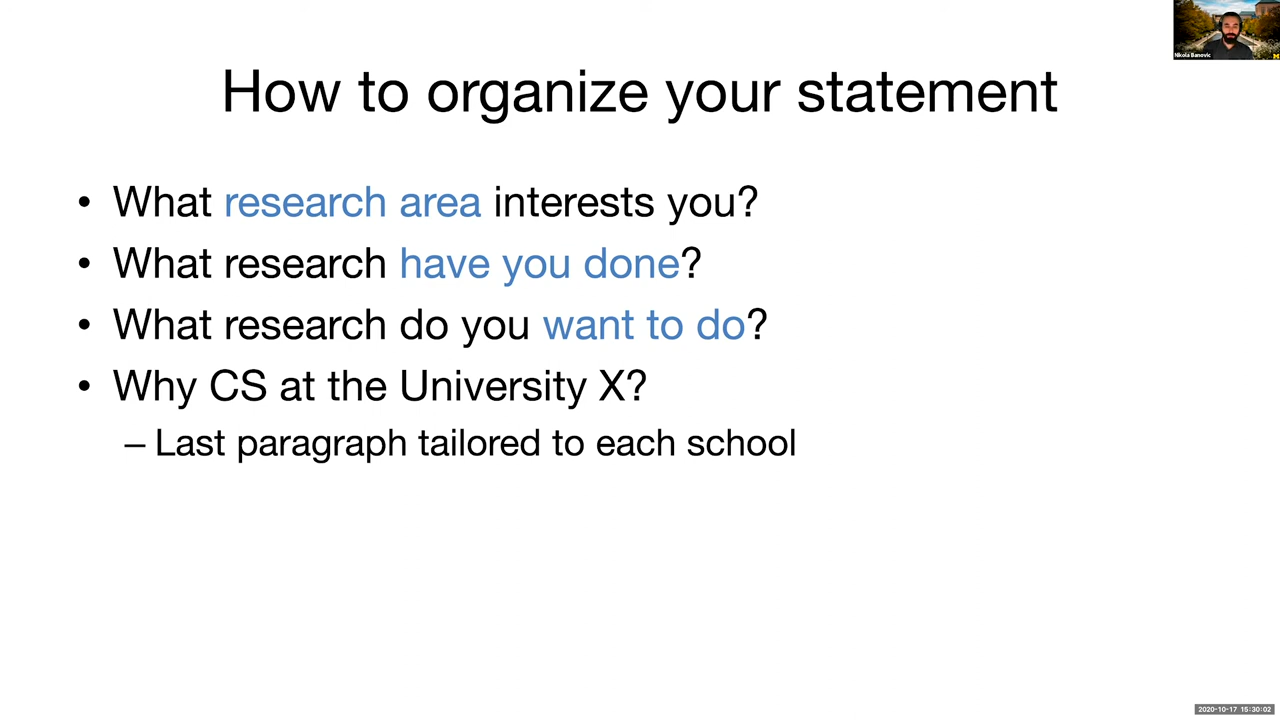 Nikola Banovic
How to organize your statement
• What research area interests you?
• What research have you done?
• What research do you want to do?
• Why CS at the University X?
– Last paragraph tailored to each school
2020-10-17 15:30:02